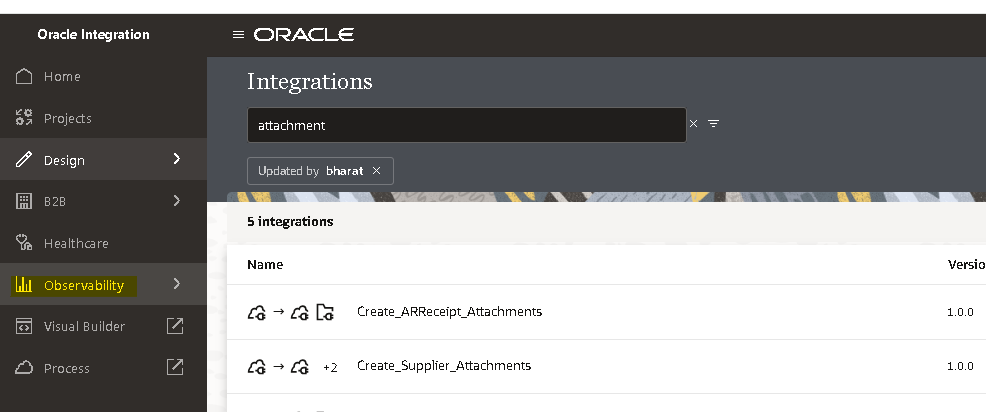 Oracle Integration
ORACLE
Home
Projects
Design
B2B
Healthcare
Observability
Visual Builder
Process
Integrations
attachment
Updated by bharat
5 integrations
Name Versio
Create_ARReceipt_Attachments 1.0.0
+2 Create_Supplier_Attachments 1.0.0